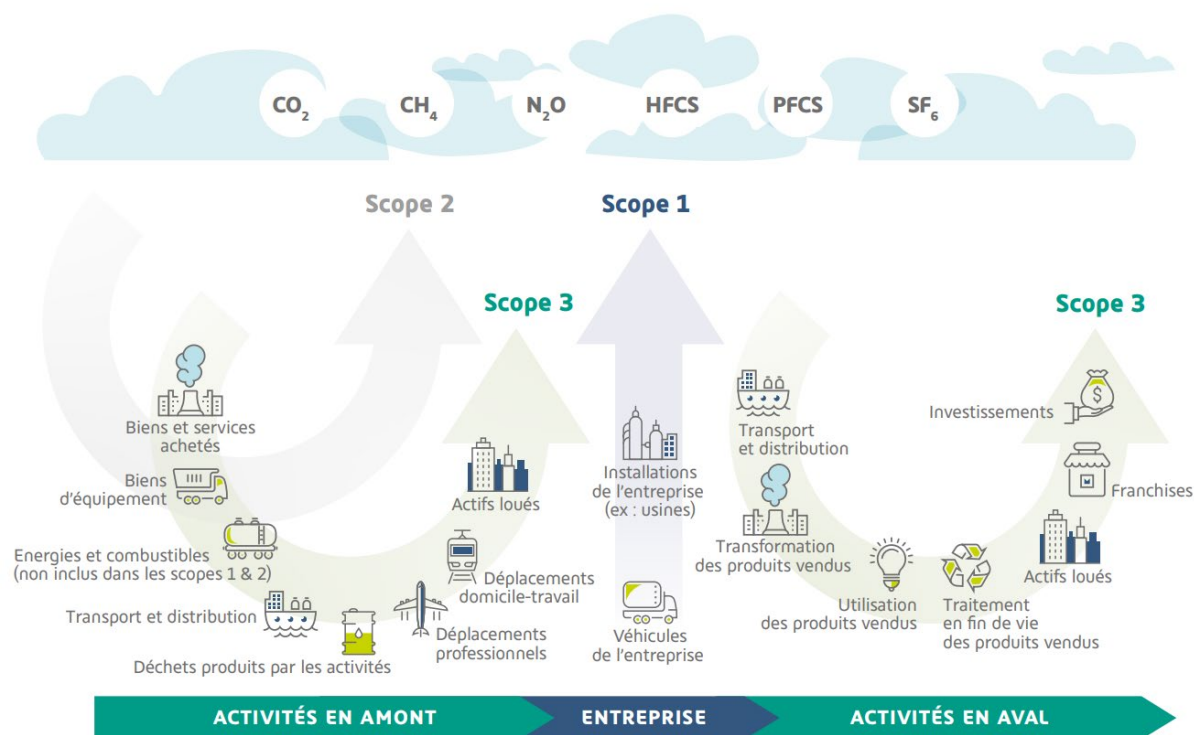 CO₂
CH₄
N₂O
HFCS
PFCS
SF₆
Scope 2
Scope 1
Scope 3
Scope 3
Biens et services
achetés
Biens
d'équipement
Energies et combustibles
(non inclus dans les scopes 1 & 2)
Transport et distribution
Déchets produits par les activités
Déplacements
professionnels
Déplacements
domicile-travail
Actifs loués
Installations
de l'entreprise
(ex : usines)
Véhicules
de l'entreprise
Transport
et distribution
Transformation
des produits vendus
Utilisation
des produits vendus
Traitement
en fin de vie
des produits vendus
Actifs loués
Franchises
Investissements
$
ACTIVITÉS EN AMONT
ENTREPRISE
ACTIVITÉS EN AVAL